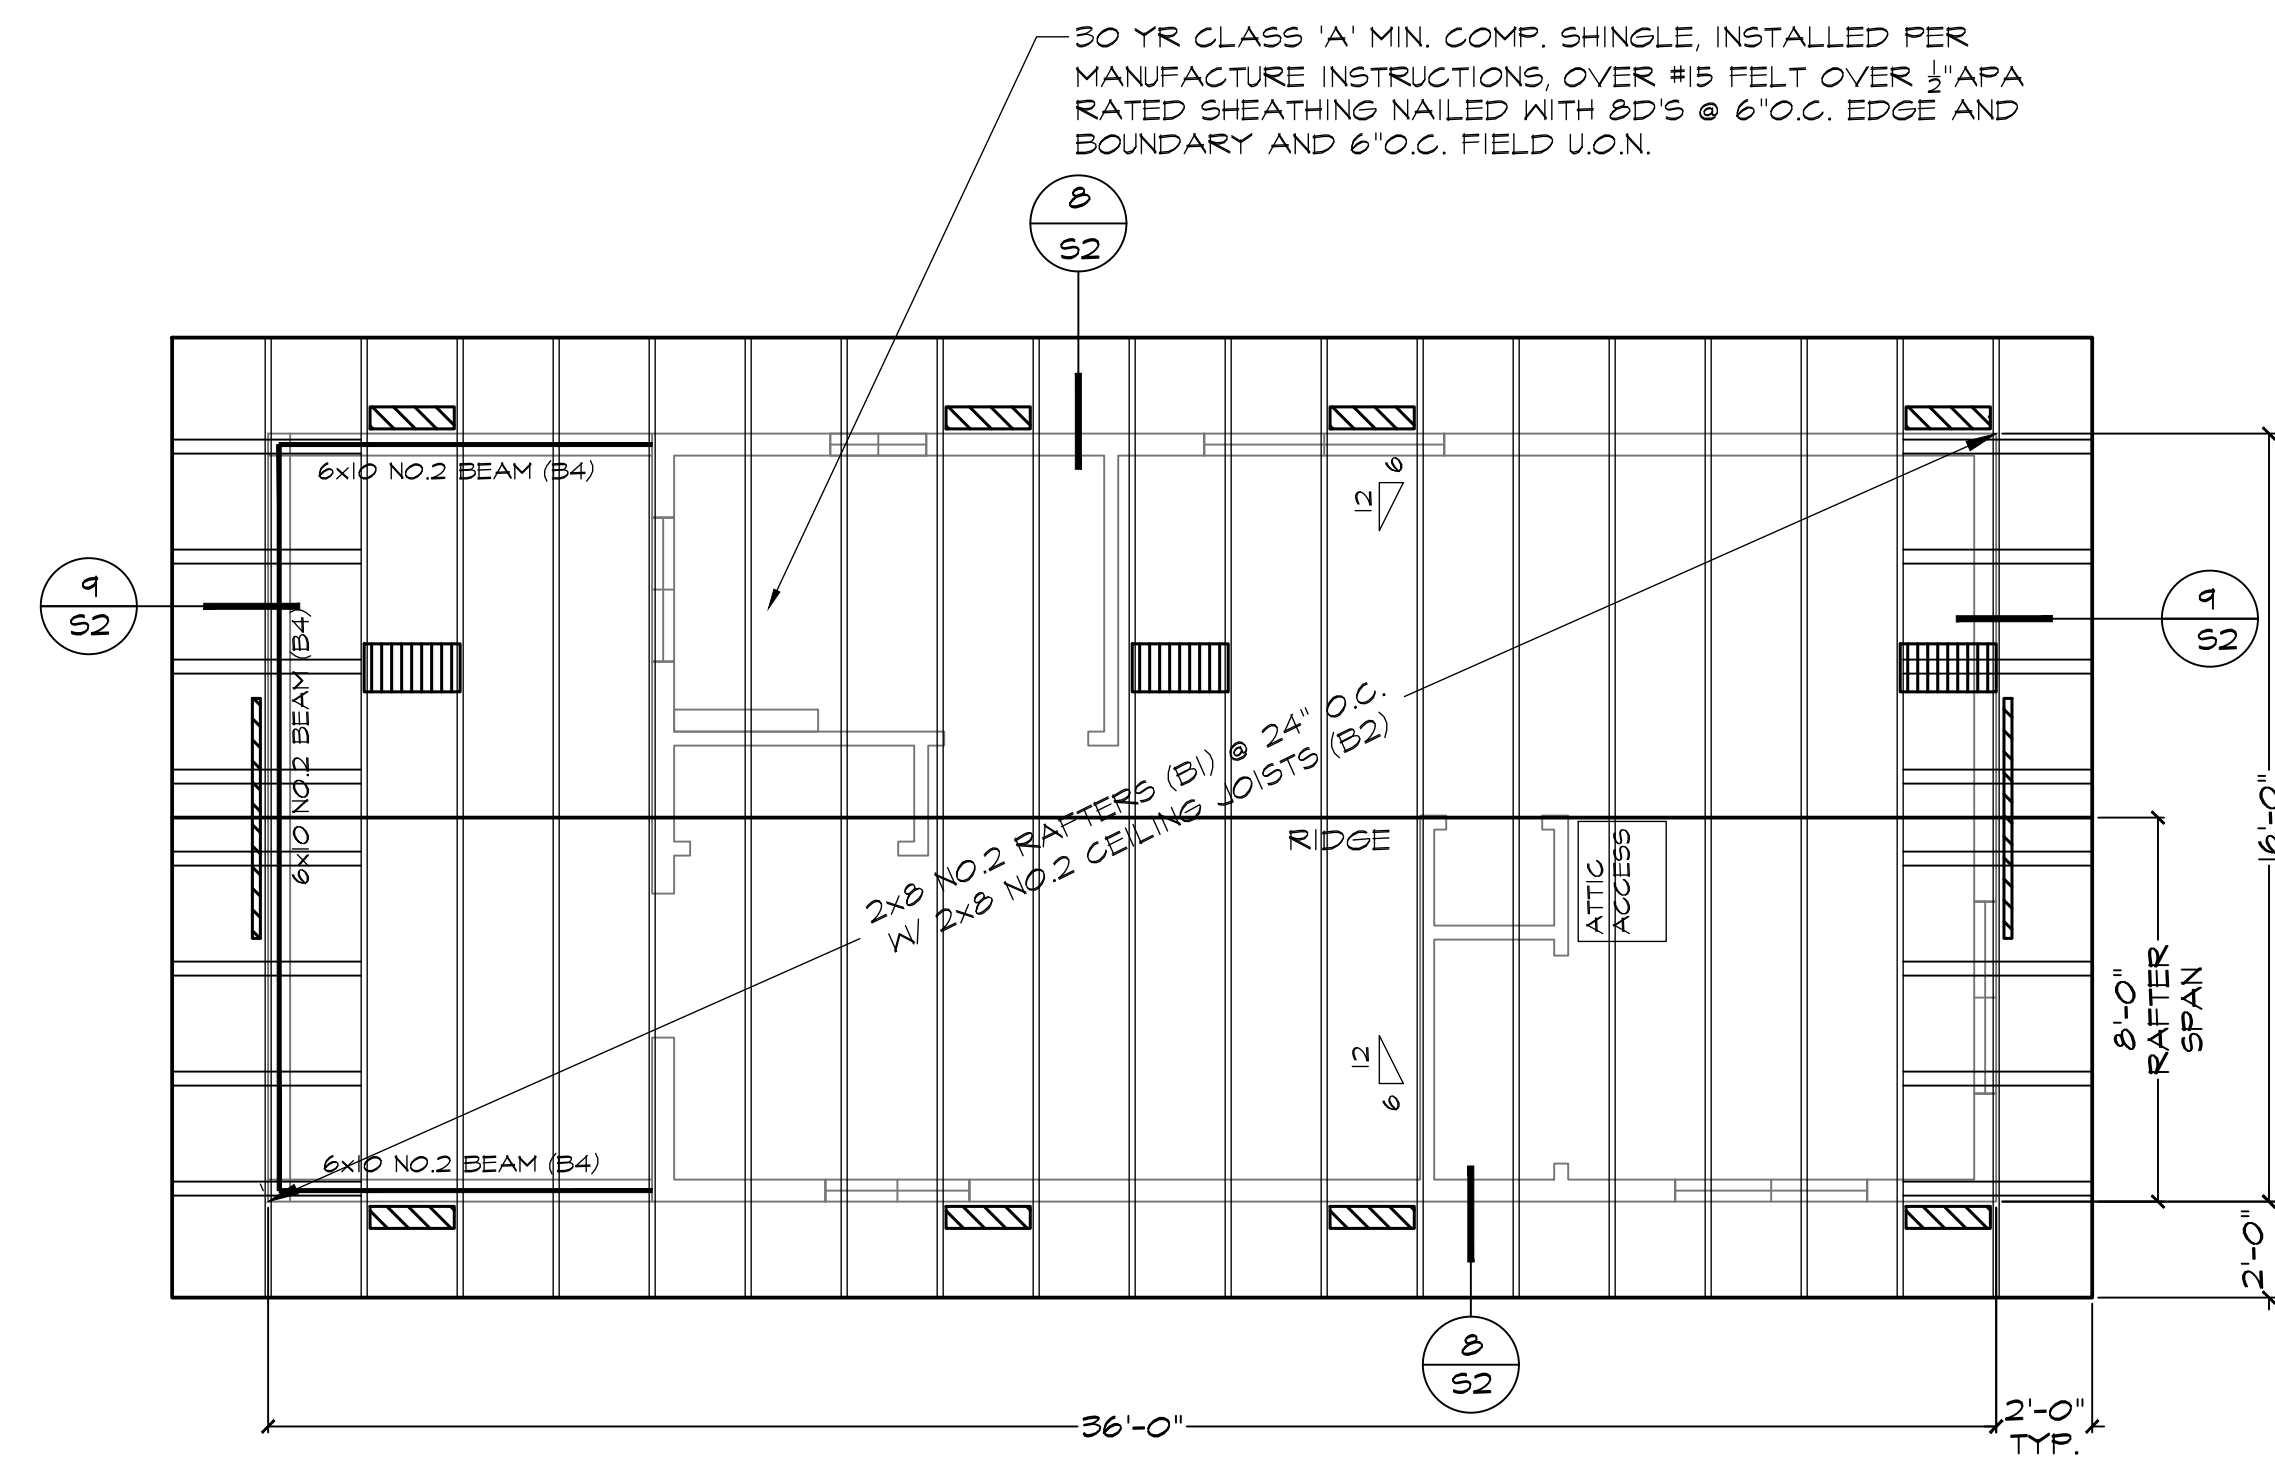 30 YR CLASS 'A' MIN. COMP. SHINGLE, INSTALLED PER
MANUFACTURE INSTRUCTIONS, OVER #15 FELT OVER ½"APA
RATED SHEATHING NAILED WITH 8D'S @ 6"O.C. EDGE AND
BOUNDARY AND 6"O.C. FIELD U.O.N.
8
S2
6x10 NO.2 BEAM (B4)
6
12
9
S2
9
S2
6x10 NO.2 BEAM (B4)
2x8 NO.2 RAFTERS (B1) @ 24" O.C.
W/ 2x8 NO.2 CEILING JOISTS (B2)
RIDGE
ATTIC
ACCESS
16'-0"
8'-0"
RAFTER
SPAN
12
6
6x10 NO.2 BEAM (B4)
2'-0"
8
S2
36'-0"
2'-0"
TYP.